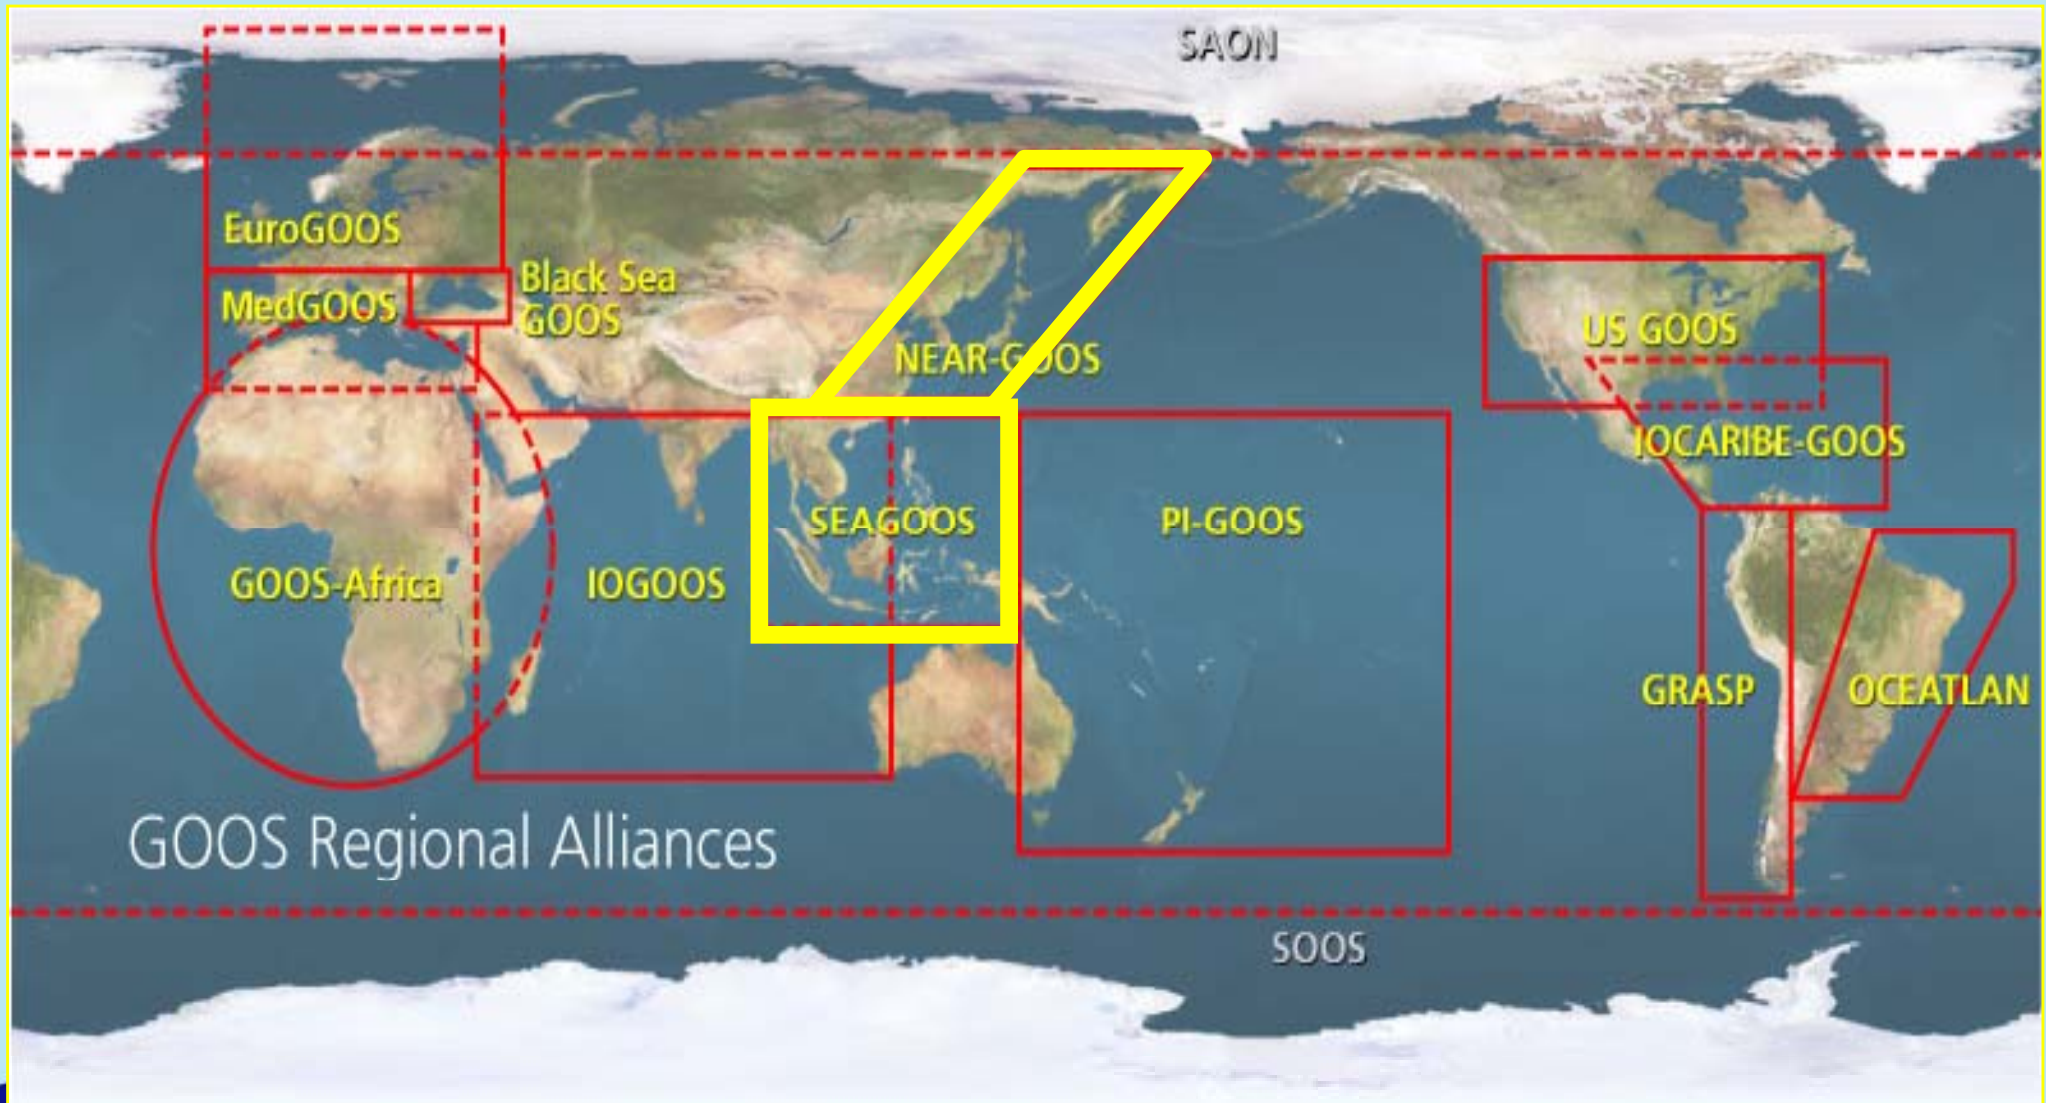 SAON
EuroGOOS
Black Sea
GOOS
MedGOOS
US GOOS
NEAR-GOOS
IOCARIBE-GOOS
SEAGOOS
PI-GOOS
GOOS-Africa
IOGOOS
GRASP
OCEATLAN
GOOS Regional Alliances
SOOS